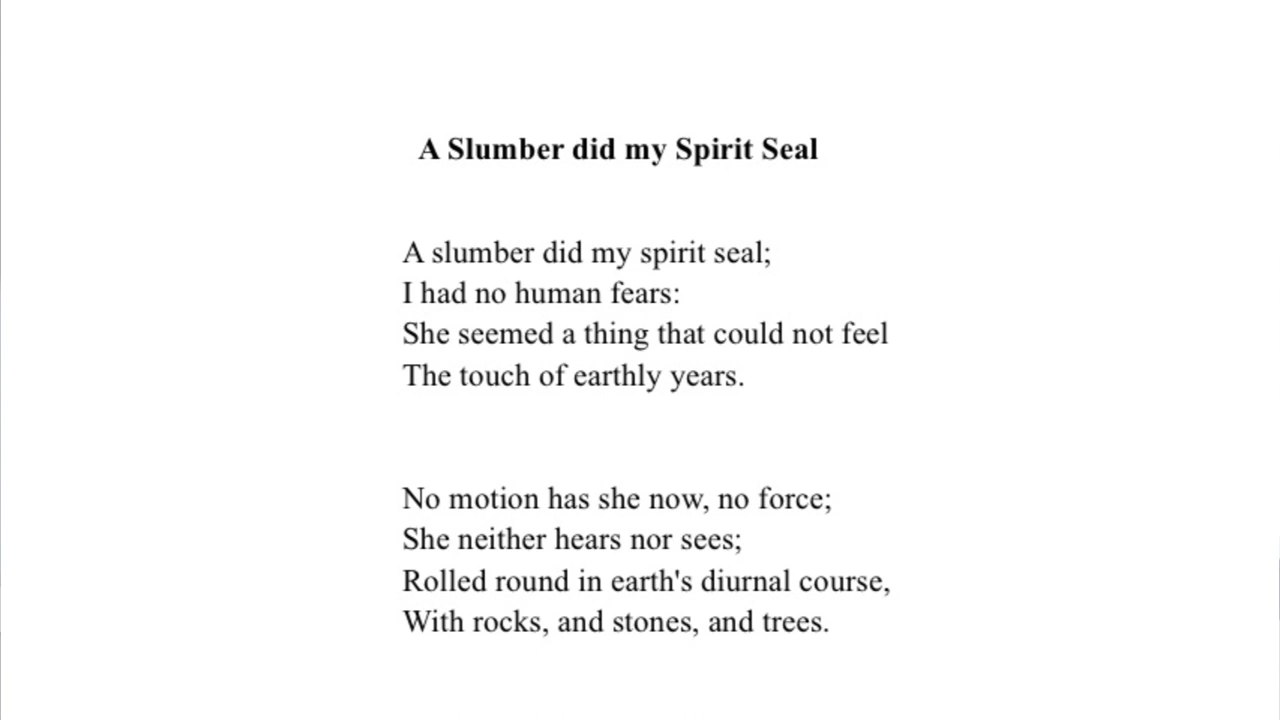 A Slumber did my Spirit Seal
A slumber did my spirit seal;
I had no human fears:
She seemed a thing that could not feel
The touch of earthly years.
No motion has she now, no force;
She neither hears nor sees;
Rolled round in earth's diurnal course,
With rocks, and stones, and trees.